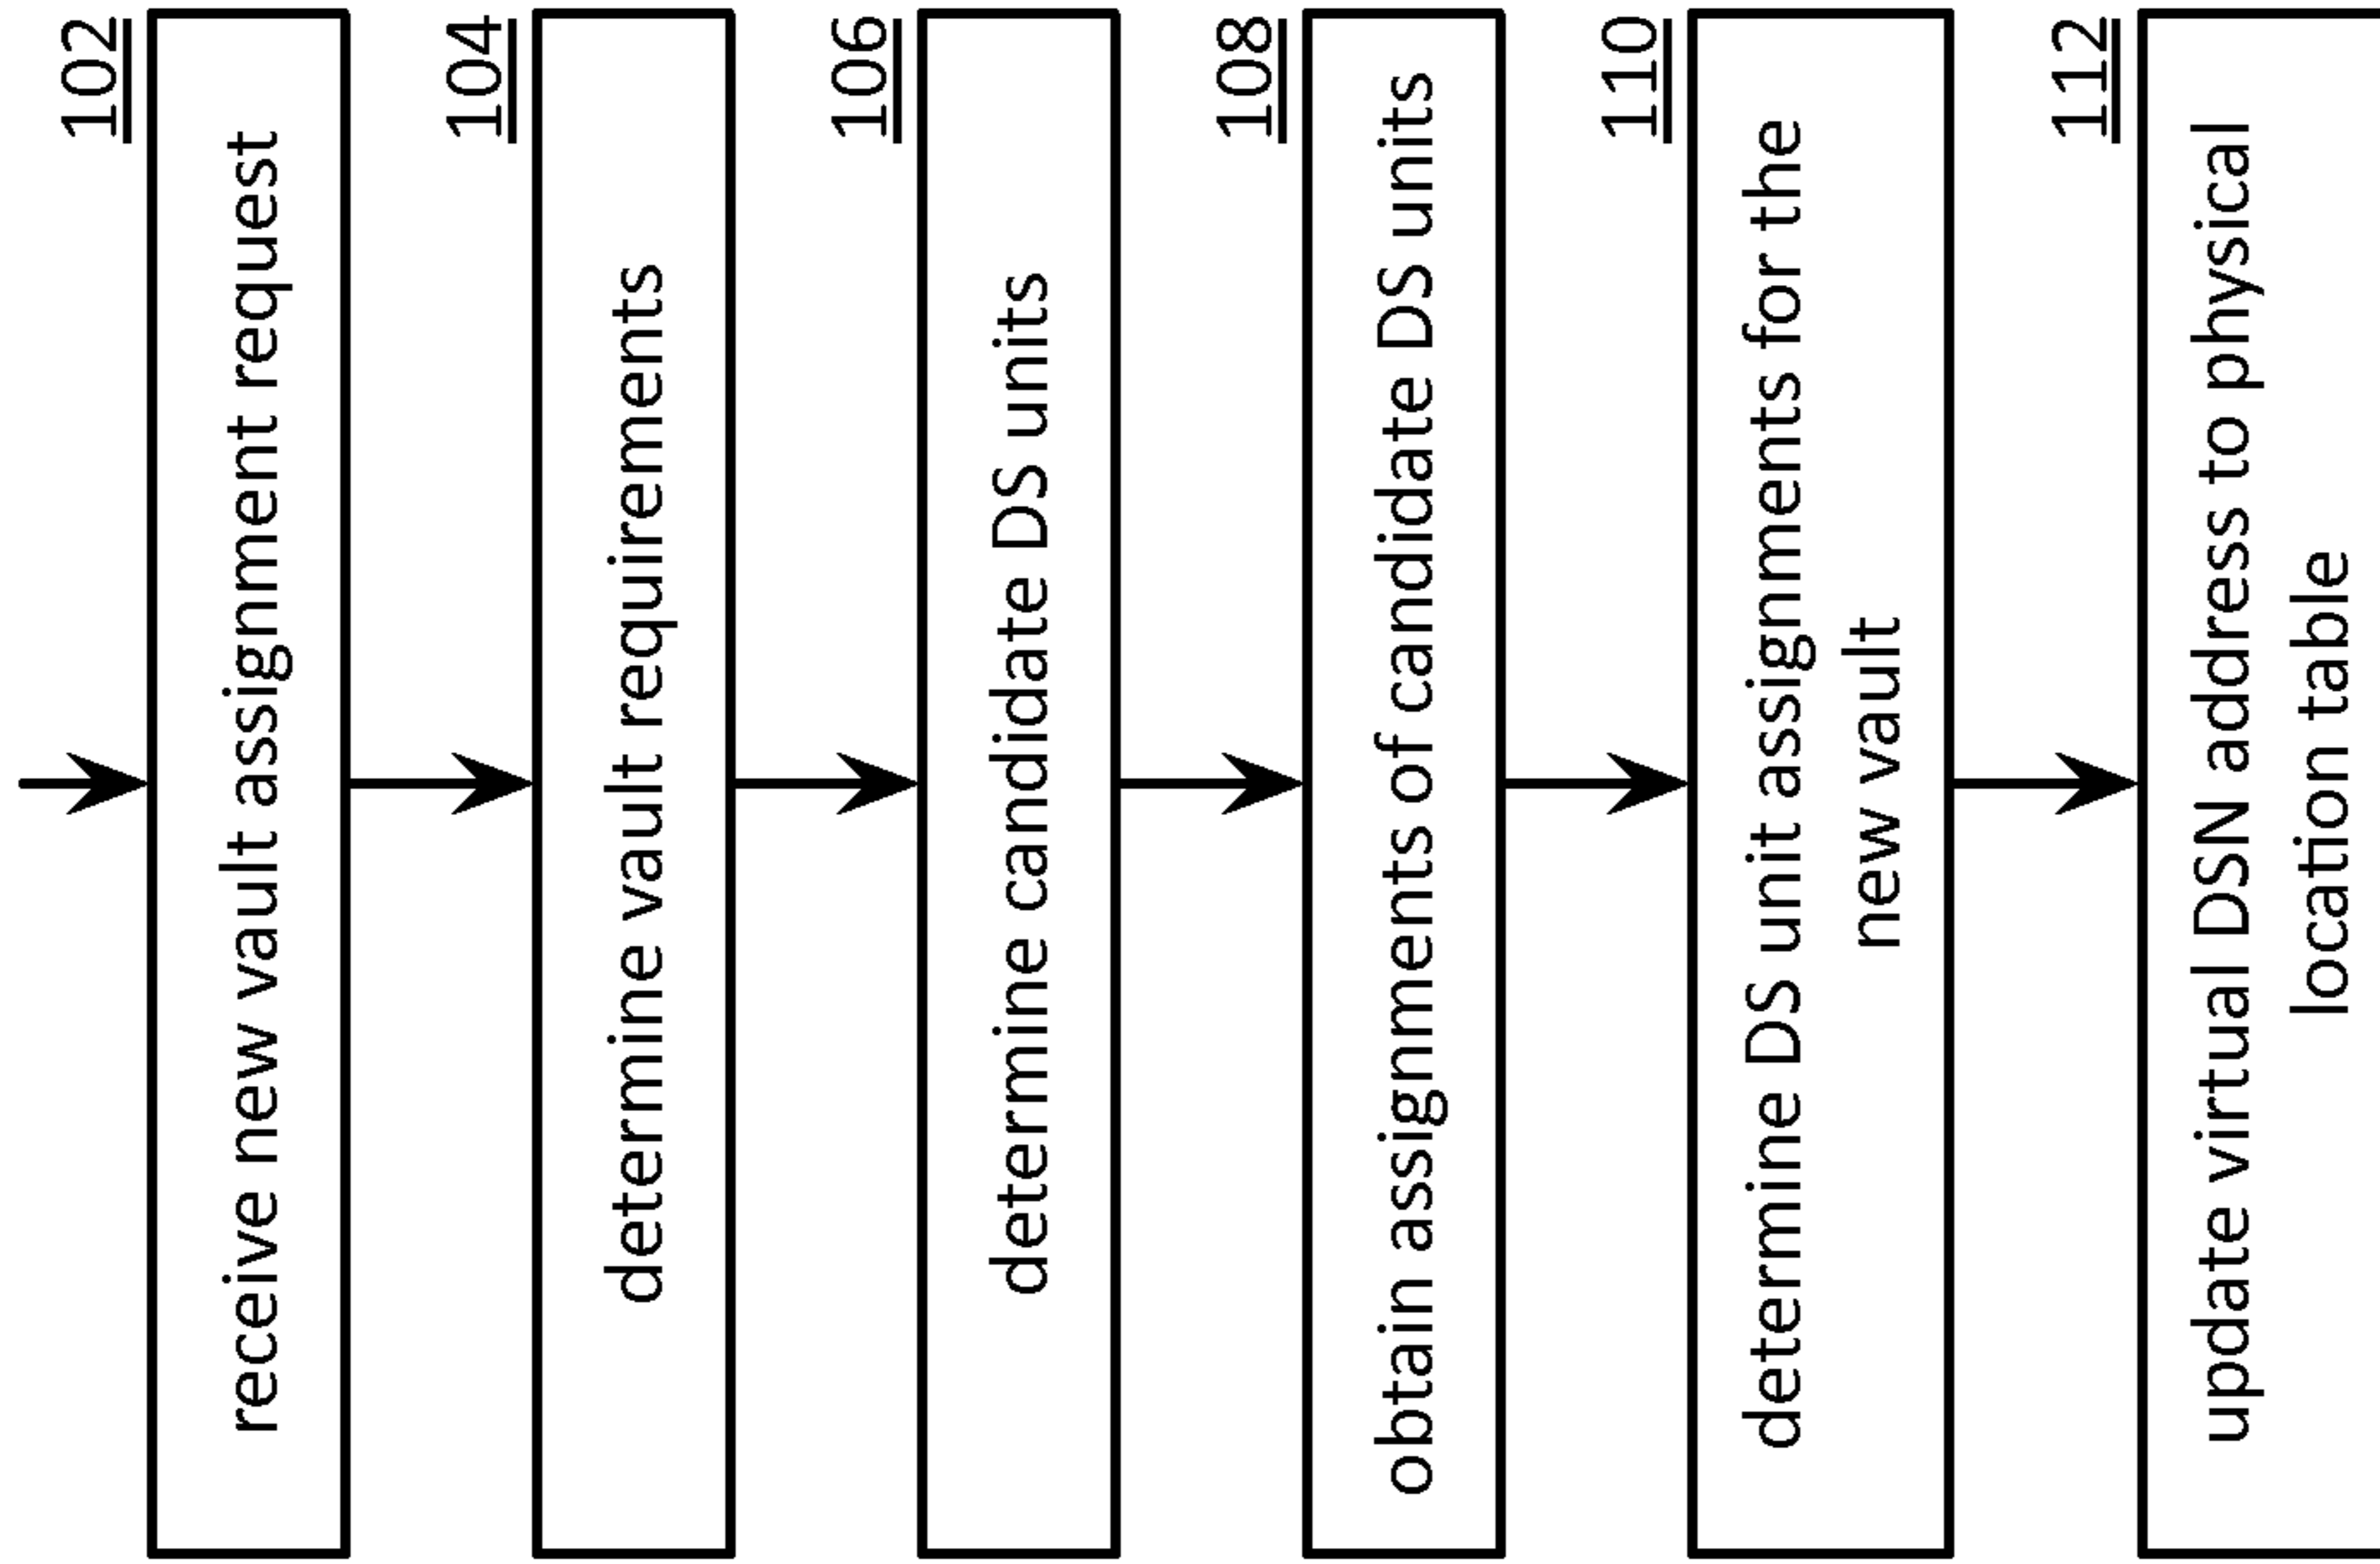 102
receive new vault assignment request
104
determine vault requirements
106
determine candidate DS units
108
obtain assignments of candidate DS units
110
determine DS unit assignments for the
new vault
112
update virtual DSN address to physical
location table